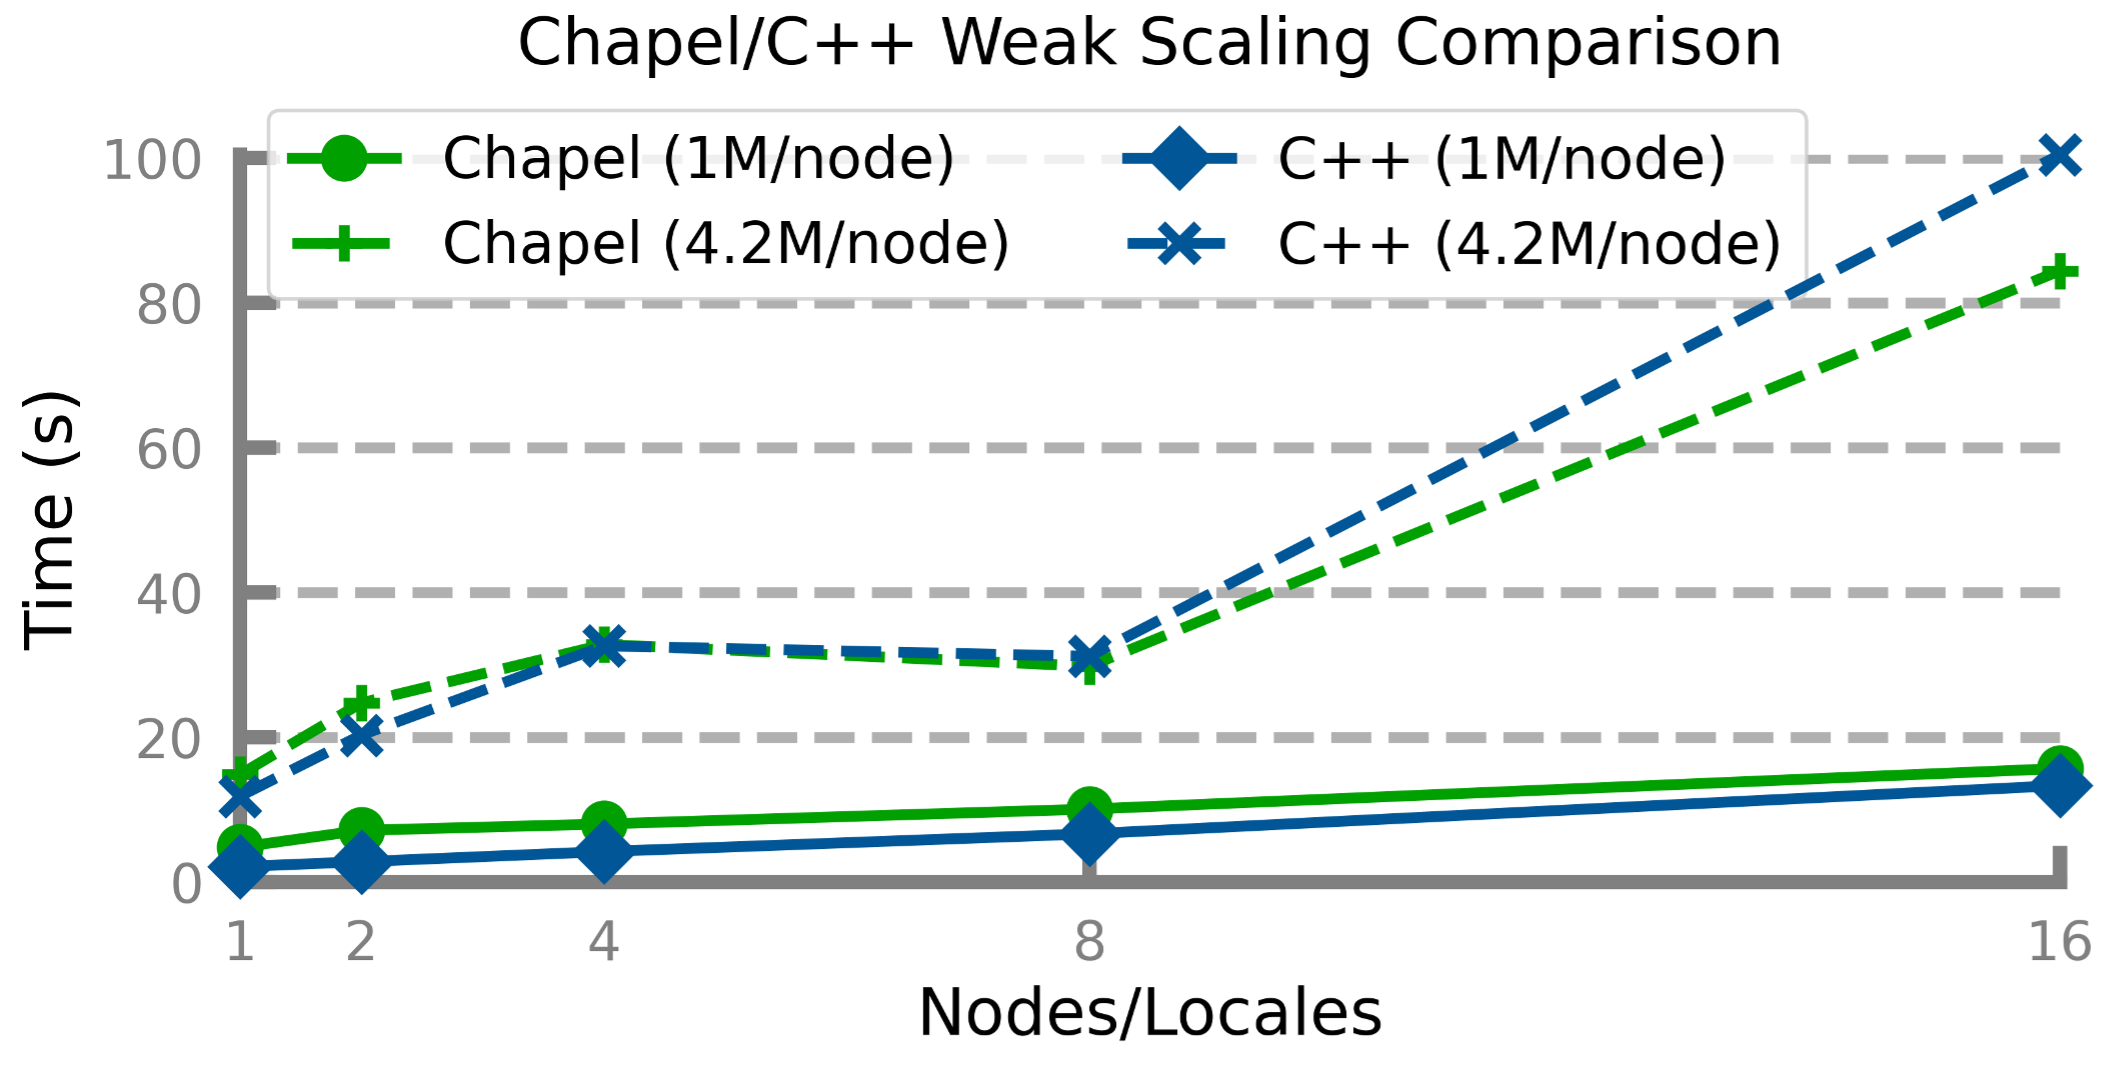 Chapel/C++ Weak Scaling Comparison
Chapel (1M/node)
C++ (1M/node)
Chapel (4.2M/node)
C++ (4.2M/node)
100
80
60
40
20
0
Time (s)
1 2 4 8 16
Nodes/Locales